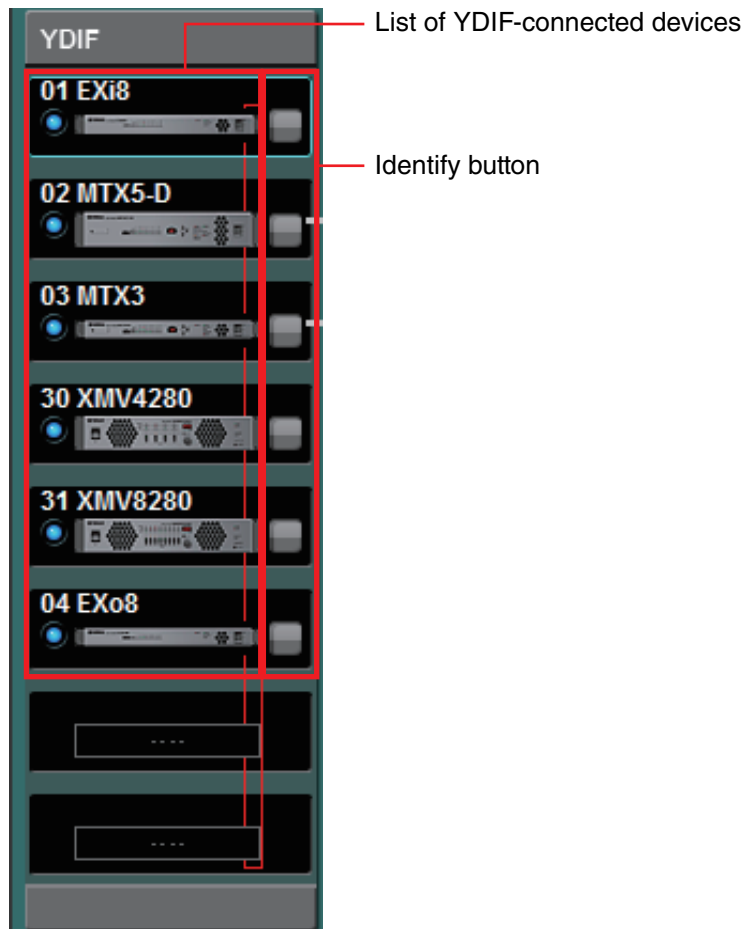 YDIF
List of YDIF-connected devices
01 EXi8
Identify button
02 MTX5-D
03 MTX3
30 XMV4280
31 XMV8280
04 EXo8
----
----